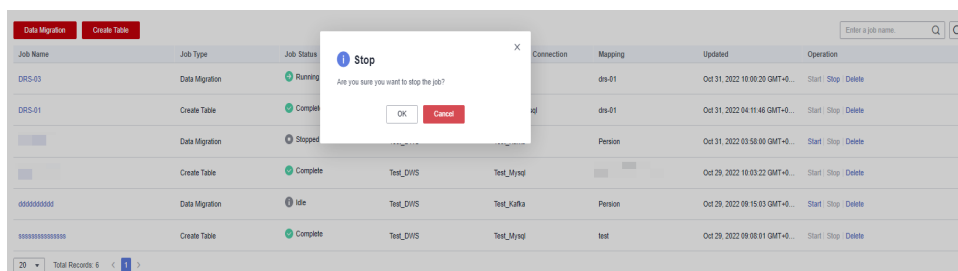 Data Migration Create Table Enter a job name.
Job Name Job Type Job Status Connection Mapping Updated Operation
X
Stop
DRS-03 Data Migration Running drs-01 Oct 31, 2022 10:00:20 GMT+0... Start Stop Delete
Are you sure you want to stop the job?
DRS-01 Create Table drs-01 Oct 31, 2022 04:11:46 GMT+0... Start Stop Delete
OK Cancel
Data Migration Stopped Persion Oct 31, 2022 03:58:00 GMT+0... Start Stop Delete
Create Table Complete Test_DWS Test_Mysql Oct 29, 2022 10:03:22 GMT+0... Start Stop Delete
dddddddddd Data Migration Idle Test_DWS Test_Kafka Persion Oct 29, 2022 09:15:03 GMT+0... Start Stop Delete
sssssssssssssss Create Table Complete Test_DWS Test_Mysql test Oct 29, 2022 09:08:01 GMT+0... Start Stop Delete
20 Total Records: 6 < 1 >